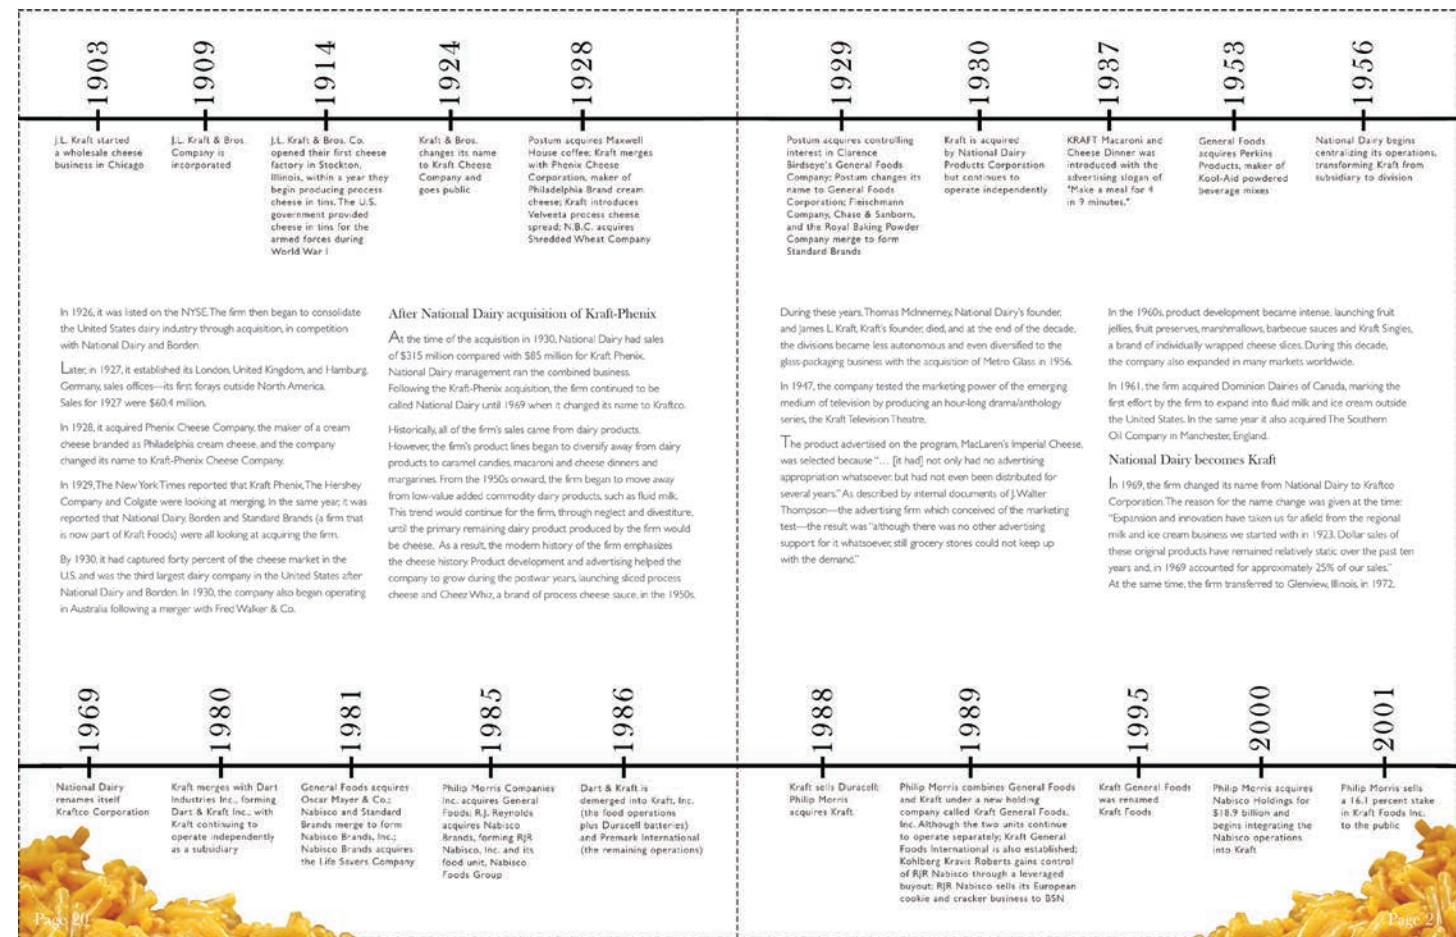 1903
J.L. Kraft started
a wholesale cheese
business in Chicago
1909
J.L. Kraft & Bros.
Company is
incorporated
1914
J.L. Kraft & Bros. Co.
opened their first cheese
factory in Stockton,
Illinois, within a year they
begin producing process
cheese in tins. The U.S.
government provided
cheese in tins for the
armed forces during
World War I
1924
Kraft & Bros.
changes its name
to Kraft Cheese
Company and
goes public
1928
Postum acquires Maxwell
House coffee; Kraft merges
with Phenix Cheese
Corporation, maker of
Philadelphia Brand cream
cheese; Kraft introduces
Velveeta process cheese
spread; N.B.C. acquires
Shredded Wheat Company
1929
Postum acquires controlling
interest in Clarence
Birdseye's General Foods
Company; Postum changes its
name to General Foods
Corporation; Fleischmann
Company, Chase & Sanborn,
and the Royal Baking Powder
Company merge to form
Standard Brands
1930
Kraft is acquired
by National Dairy
Products Corporation
but continues to
operate independently
1937
KRAFT Macaroni and
Cheese Dinner was
introduced with the
advertising slogan of
"Make a meal for 4
in 9 minutes."
1953
General Foods
acquires Perkins
Products, maker of
Kool-Aid powdered
beverage mixes
1956
National Dairy begins
centralizing its operations,
transforming Kraft from
subsidiary to division
In 1926, it was listed on the NYSE. The firm then began to consolidate
the United States dairy industry through acquisition, in competition
with National Dairy and Borden.
Later, in 1927, it established its London, United Kingdom, and Hamburg,
Germany, sales offices—its first forays outside North America.
Sales for 1927 were $60.4 million.
In 1928, it acquired Phenix Cheese Company, the maker of a cream
cheese branded as Philadelphia cream cheese, and the company
changed its name to Kraft-Phenix Cheese Company.
In 1929, The New York Times reported that Kraft Phenix, The Hershey
Company and Colgate were looking at merging. In the same year, it was
reported that National Dairy, Borden and Standard Brands (a firm that
is now part of Kraft Foods) were all looking at acquiring the firm.
By 1930, it had captured forty percent of the cheese market in the
U.S. and was the third largest dairy company in the United States after
National Dairy and Borden. In 1930, the company also began operating
in Australia following a merger with Fred Walker & Co.
After National Dairy acquisition of Kraft-Phenix
At the time of the acquisition in 1930, National Dairy had sales
of $315 million compared with $85 million for Kraft Phenix.
National Dairy management ran the combined business.
Following the Kraft-Phenix acquisition, the firm continued to be
called National Dairy until 1969 when it changed its name to Kraftco.
Historically, all of the firm's sales came from dairy products.
However, the firm's product lines began to diversify away from dairy
products to caramel candies, macaroni and cheese dinners and
margarines. From the 1950s onward, the firm began to move away
from low-value added commodity dairy products, such as fluid milk.
This trend would continue for the firm, through neglect and divestiture,
until the primary remaining dairy product produced by the firm would
be cheese. As a result, the modern history of the firm emphasizes
the cheese history. Product development and advertising helped the
company to grow during the postwar years, launching sliced process
cheese and Cheez Whiz, a brand of process cheese sauce, in the 1950s.
During these years, Thomas McInnerney, National Dairy's founder,
and James L. Kraft, Kraft's founder, died, and at the end of the decade,
the divisions became less autonomous and even diversified to the
glass-packaging business with the acquisition of Metro Glass in 1956.
In 1947, the company tested the marketing power of the emerging
medium of television by producing an hour-long drama/anthology
series, the Kraft Television Theatre.
The product advertised on the program, MacLaren's Imperial Cheese,
was selected because "… [it had] not only had no advertising
appropriation whatsoever, but had not even been distributed for
several years." As described by internal documents of J. Walter
Thompson—the advertising firm which conceived of the marketing
test—the result was "although there was no other advertising
support for it whatsoever, still grocery stores could not keep up
with the demand."
In the 1960s, product development became intense, launching fruit
jellies, fruit preserves, marshmallows, barbecue sauces and Kraft Singles,
a brand of individually wrapped cheese slices. During this decade,
the company also expanded in many markets worldwide.
In 1961, the firm acquired Dominion Dairies of Canada, marking the
first effort by the firm to expand into fluid milk and ice cream outside
the United States. In the same year it also acquired The Southern
Oil Company in Manchester, England.
National Dairy becomes Kraft
In 1969, the firm changed its name from National Dairy to Kraftco
Corporation. The reason for the name change was given at the time:
"Expansion and innovation have taken us far afield from the regional
milk and ice cream business we started with in 1923. Dollar sales of
these original products have remained relatively static over the past ten
years and, in 1969 accounted for approximately 25% of our sales."
At the same time, the firm transferred to Glenview, Illinois, in 1972.
1969
National Dairy
renames itself
Kraftco Corporation
1980
Kraft merges with Dart
Industries Inc., forming
Dart & Kraft Inc., with
Kraft continuing to
operate independently
as a subsidiary
1981
General Foods acquires
Oscar Mayer & Co.;
Nabisco and Standard
Brands merge to form
Nabisco Brands, Inc.;
Nabisco Brands acquires
the Life Savers Company
1985
Philip Morris Companies
Inc. acquires General
Foods; R.J. Reynolds
acquires Nabisco
Brands, forming RJR
Nabisco, Inc. and its
food unit, Nabisco
Foods Group
1986
Dart & Kraft is
demerged into Kraft, Inc.
(the food operations
plus Duracell batteries)
and Premark International
(the remaining operations)
1988
Kraft sells Duracell;
Philip Morris
acquires Kraft
1989
Philip Morris combines General Foods
and Kraft under a new holding
company called Kraft General Foods,
Inc. Although the two units continue
to operate separately; Kraft General
Foods International is also established;
Kohlberg Kravis Roberts gains control
of RJR Nabisco through a leveraged
buyout; RJR Nabisco sells its European
cookie and cracker business to BSN
1995
Kraft General Foods
was renamed
Kraft Foods
2000
Philip Morris acquires
Nabisco Holdings for
$18.9 billion and
begins integrating the
Nabisco operations
into Kraft
2001
Philip Morris sells
a 16.1 percent stake
in Kraft Foods Inc.
to the public
Page 20
Page 21